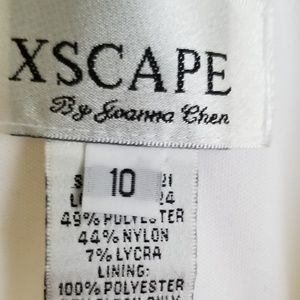 XSCAPE
By Joanna Chen
10
49% POLYESTER
44% NYLON
7% LYCRA
LINING:
100% POLYESTER